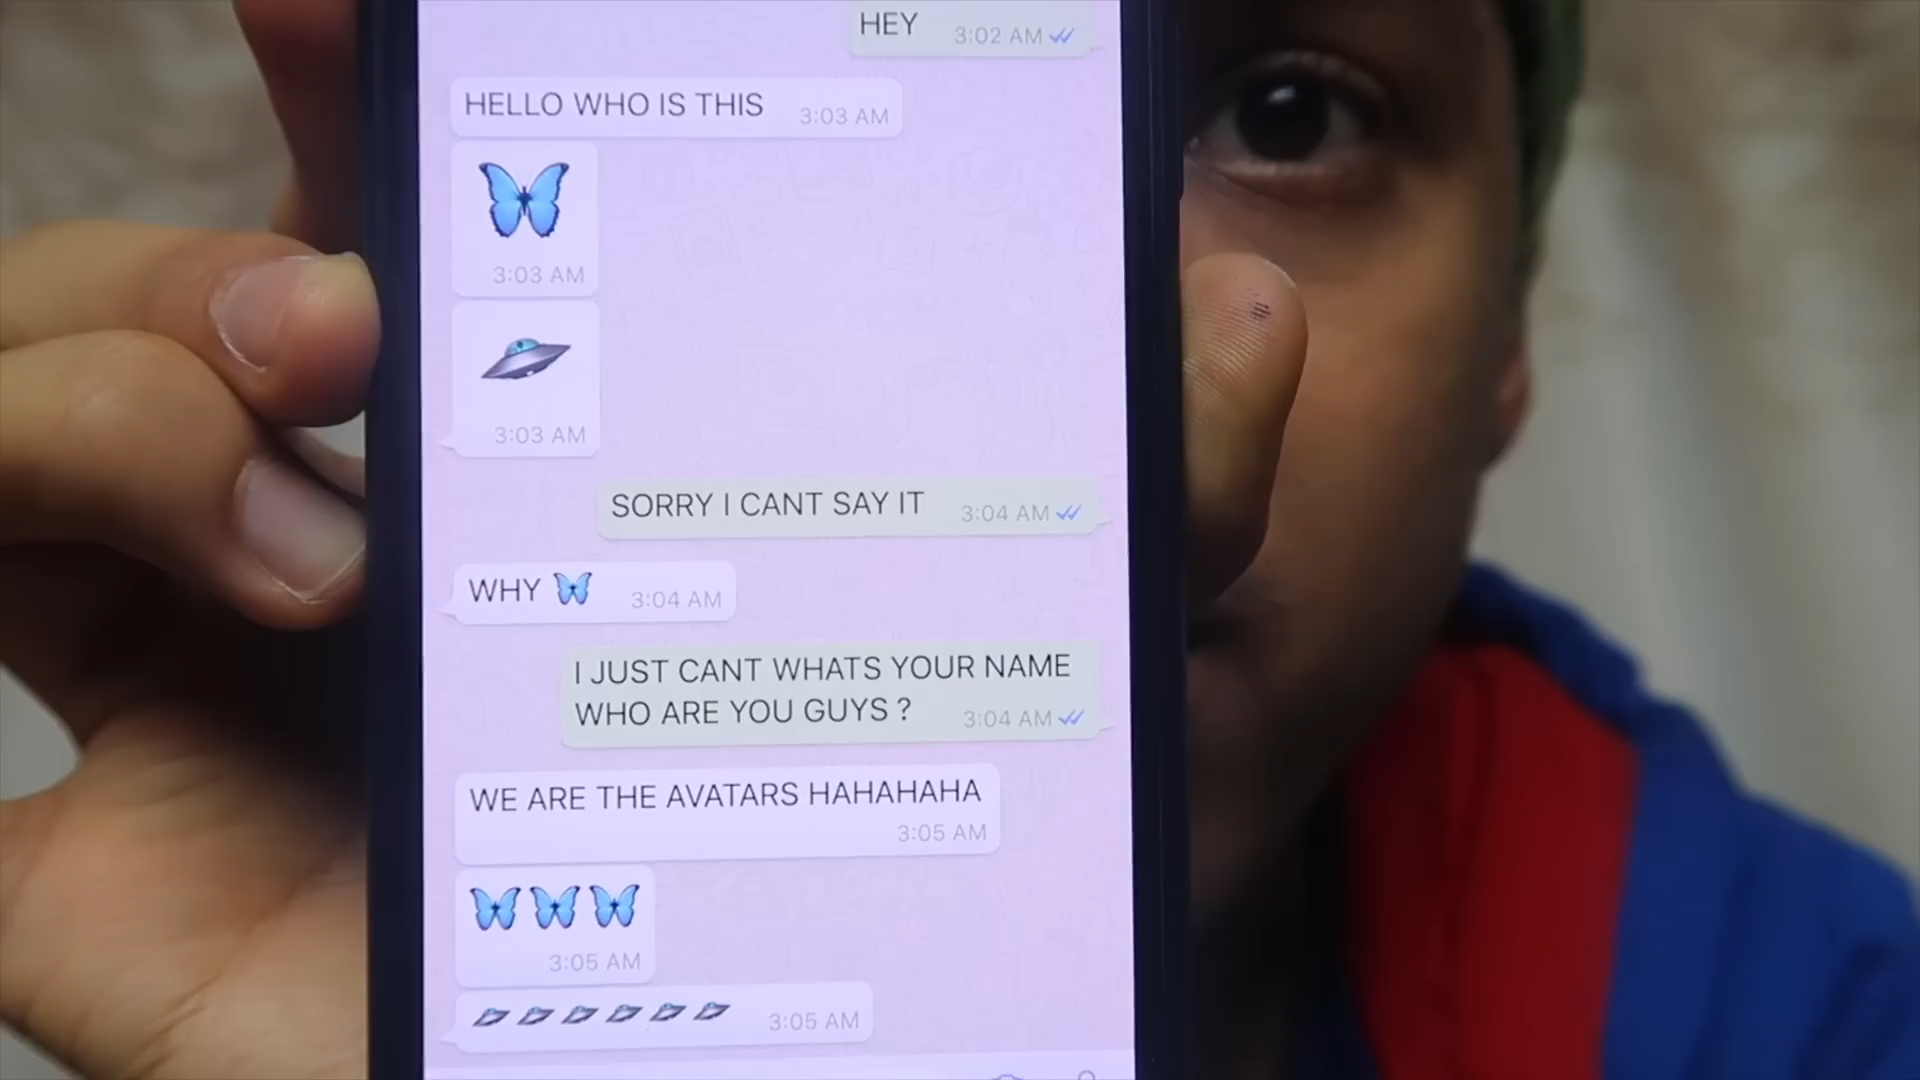 HEY 3:02 AM
HELLO WHO IS THIS 3:03 AM
🦋
3:03 AM
🛸
3:03 AM
SORRY I CANT SAY IT 3:04 AM
WHY 🦋 3:04 AM
I JUST CANT WHATS YOUR NAME
WHO ARE YOU GUYS ? 3:04 AM
WE ARE THE AVATARS HAHAHAHA
3:05 AM
🦋🦋🦋
3:05 AM
🛸🛸🛸🛸🛸🛸 3:05 AM